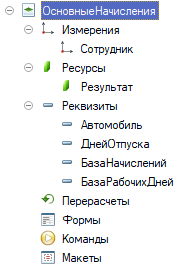 ОсновныеНачисления
Измерения
Сотрудник
Ресурсы
Результат
Реквизиты
Автомобиль
ДнейОтпуска
БазаНачислений
БазаРабочихДней
Перерасчеты
Формы
Команды
Макеты